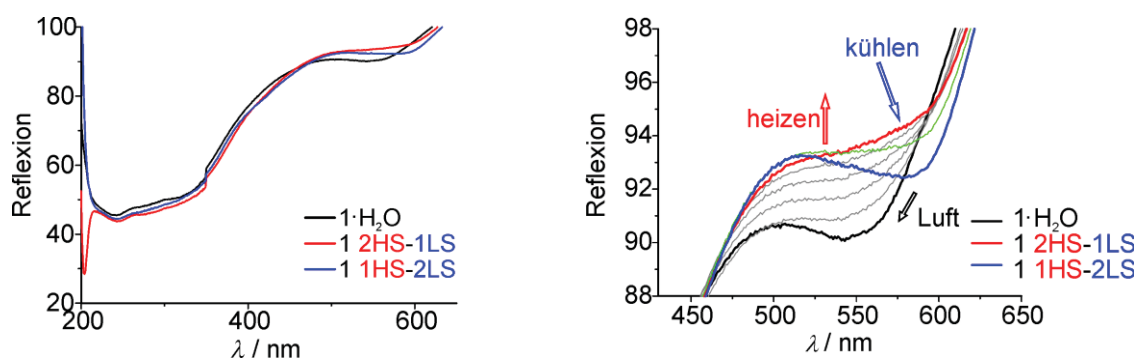 Reflexion
100
80
60
40
20
200
400
600
λ / nm
1·H₂O
1 2HS-1LS
1 1HS-2LS
Reflexion
98
96
94
92
90
88
450
500
550
600
650
λ / nm
kühlen
heizen
Luft
1·H₂O
1 2HS-1LS
1 1HS-2LS